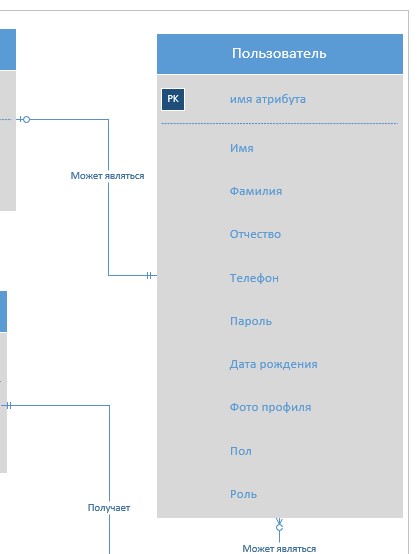 Пользователь
PK
имя атрибута
Имя
Может являться
Фамилия
Отчество
Телефон
Пароль
Дата рождения
Фото профиля
Пол
Роль
Получает
Может являться